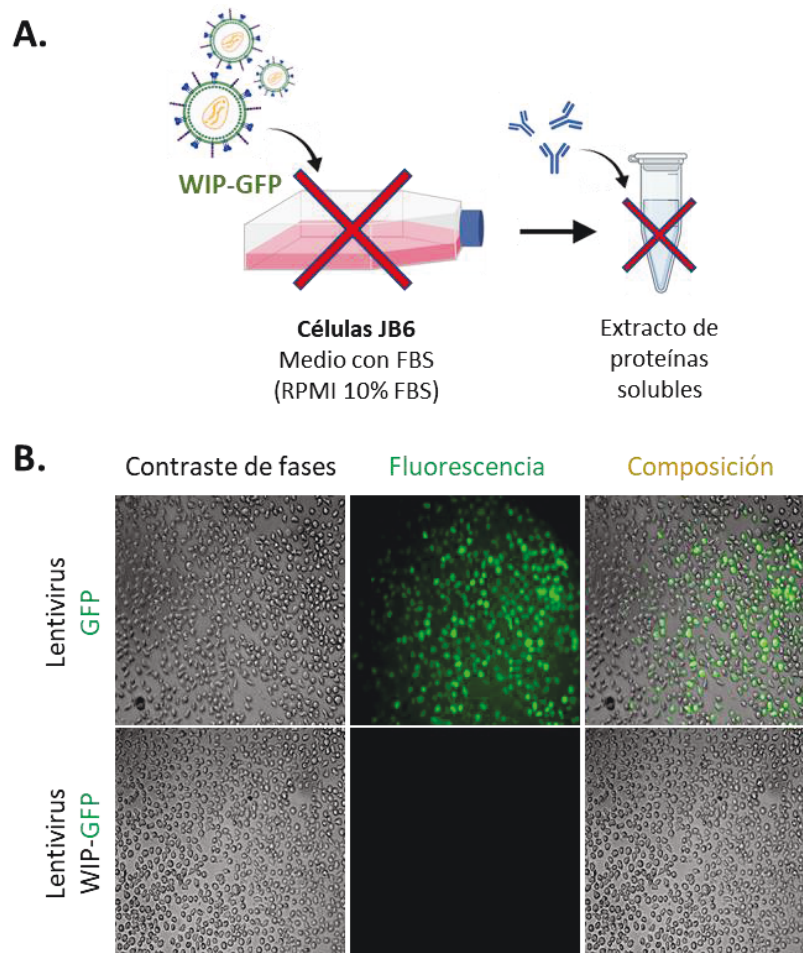 A.
WIP-GFP
Células JB6
Medio con FBS
(RPMI 10% FBS)
Extracto de
proteínas
solubles
B.
Contraste de fases
Fluorescencia
Composición
Lentivirus
GFP
Lentivirus
WIP-GFP